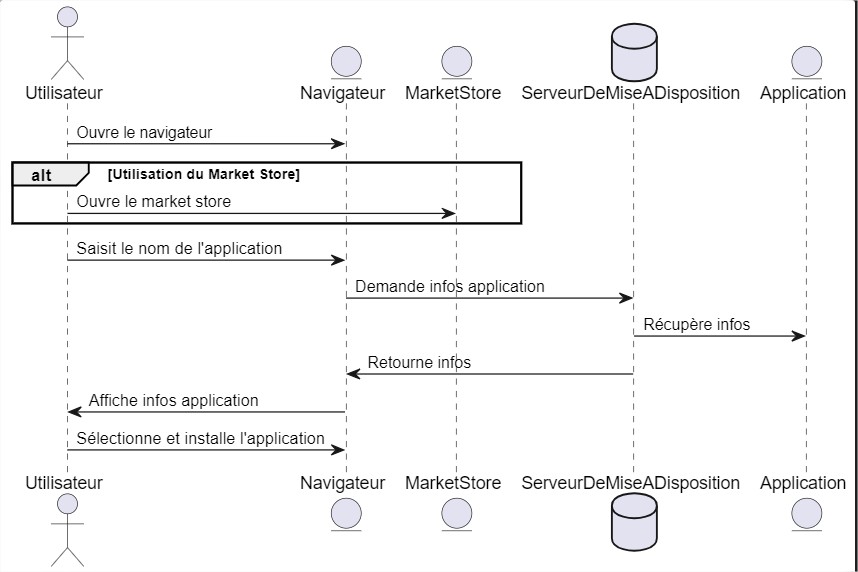 Utilisateur
Navigateur
MarketStore
ServeurDeMiseADisposition
Application
Ouvre le navigateur
alt
[Utilisation du Market Store]
Ouvre le market store
Saisit le nom de l'application
Demande infos application
Récupère infos
Retourne infos
Affiche infos application
Sélectionne et installe l'application
Utilisateur
Navigateur
MarketStore
ServeurDeMiseADisposition
Application